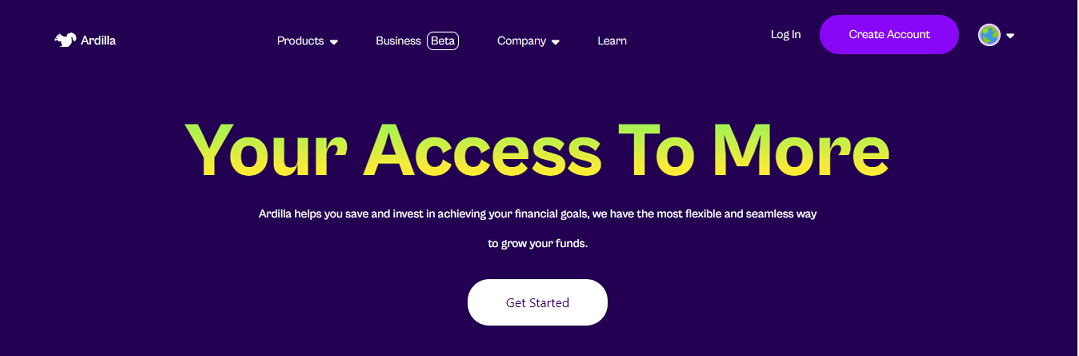 Ardilla
Products
Business Beta
Company
Learn
Log In
Create Account
Your Access To More
Ardilla helps you save and invest in achieving your financial goals, we have the most flexible and seamless way
to grow your funds.
Get Started